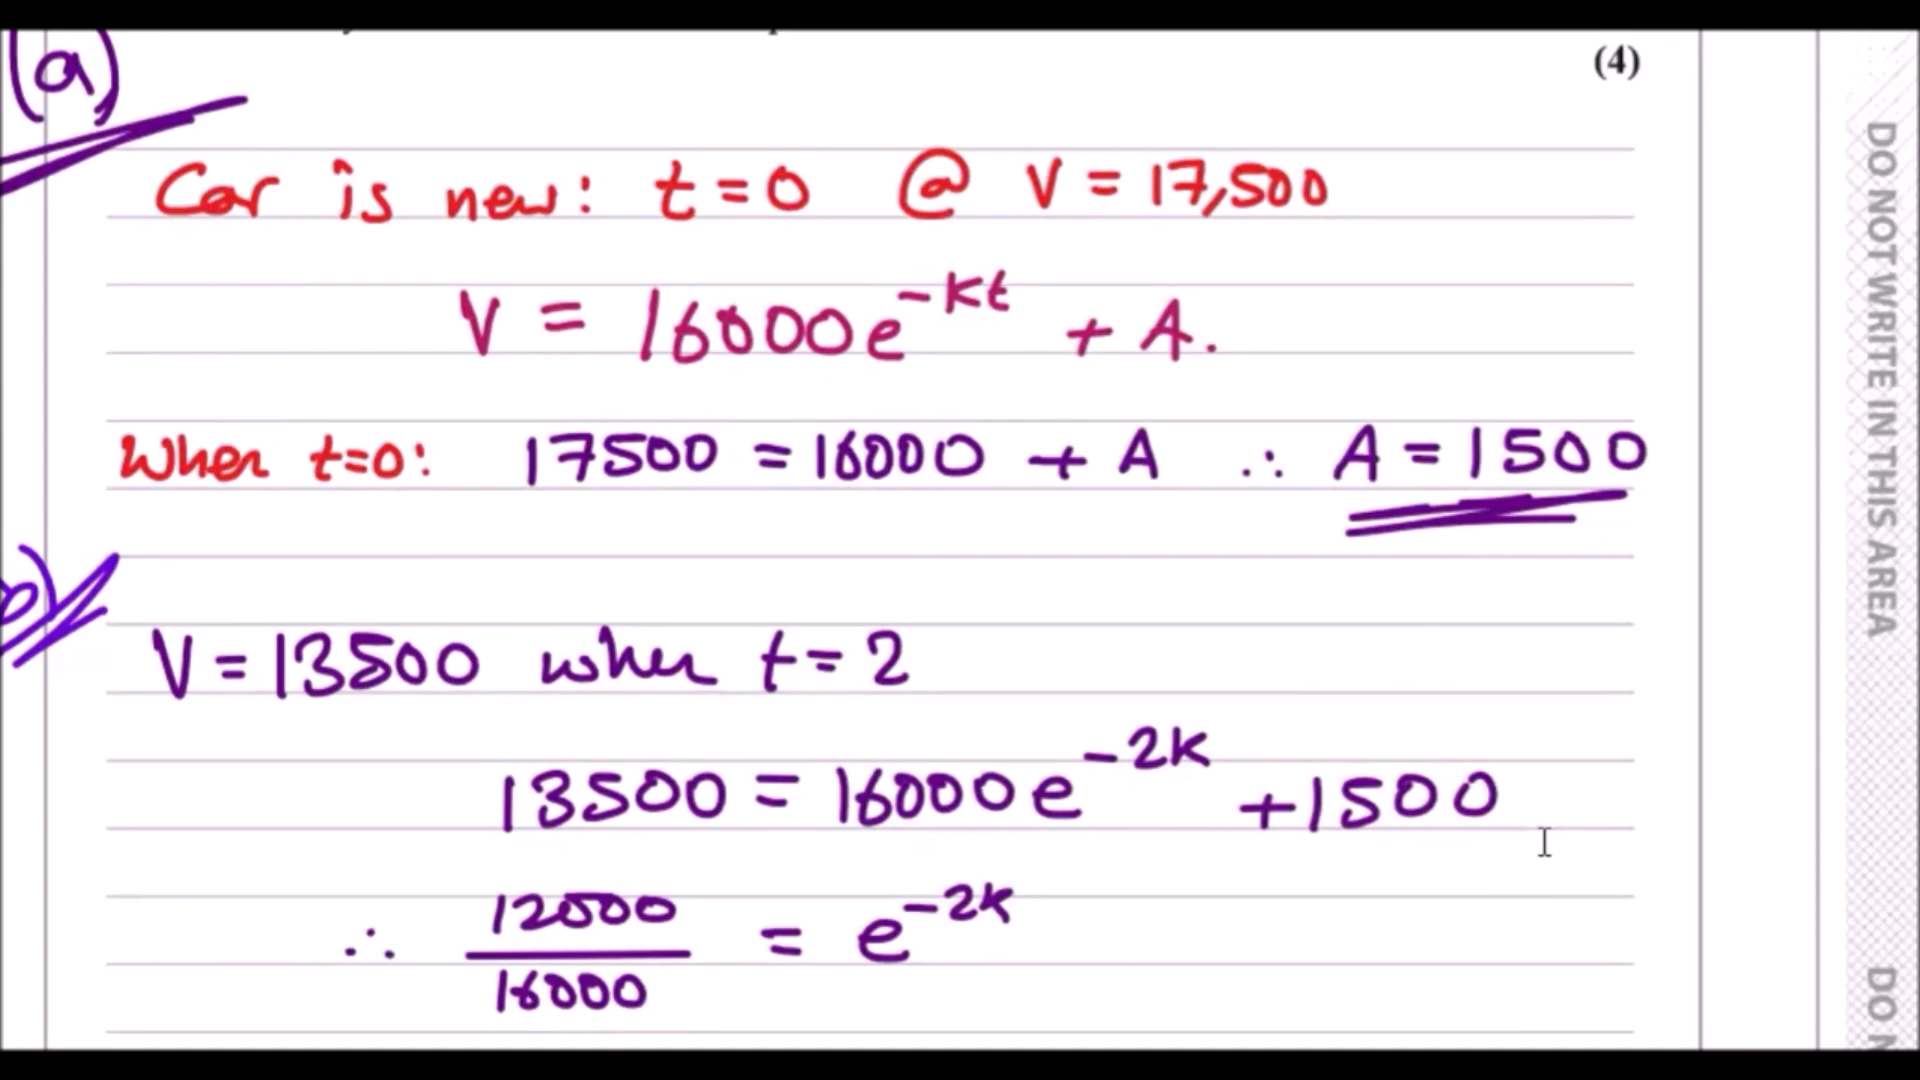 (a)
(4)
Car is new: t = 0 @ V = 17,500
V = 16000e^{-kt} + A.
When t=0: 17500 = 16000 + A ∴ A = 1500
b)
V = 13500 when t = 2
13500 = 16000e^{-2k} + 1500
∴ 12000/16000 = e^{-2k}
DO NOT WRITE IN THIS AREA
DO N